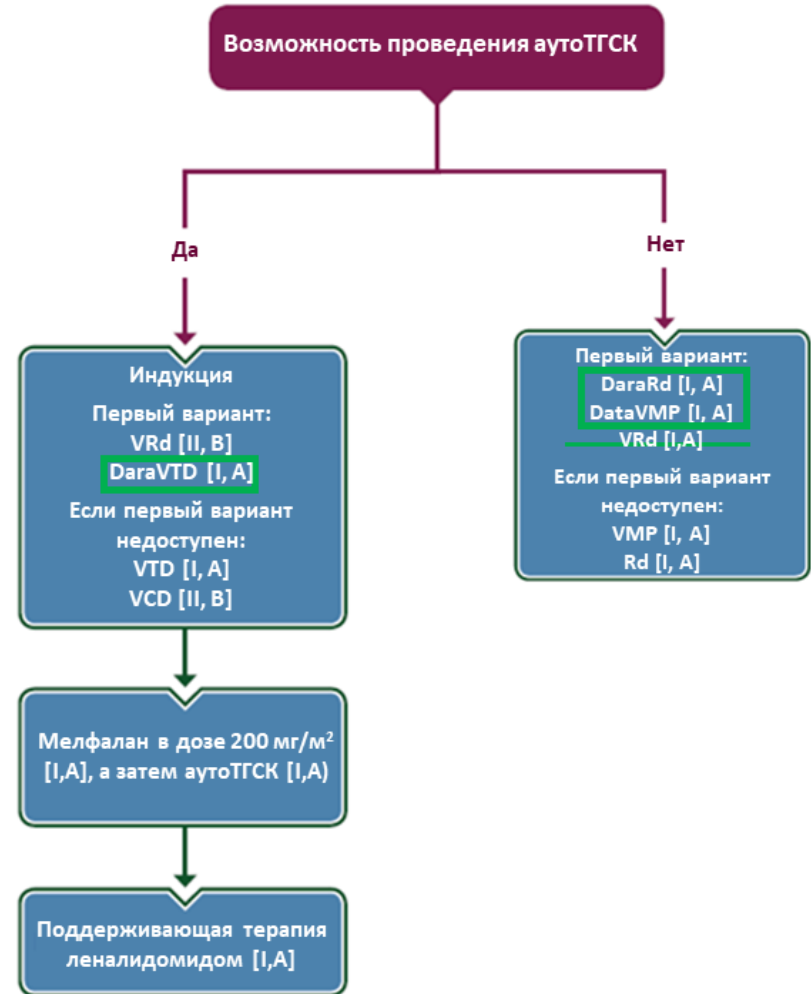 Возможность проведения аутоТГСК
Да
Нет
Индукция
Первый вариант:
VRd [II, B]
DaraVTD [I, A]
Если первый вариант
недоступен:
VTD [I, A]
VCD [II, B]
Первый вариант:
DaraRd [I, A]
DataVMP [I, A]
VRd [I,A]
Если первый вариант
недоступен:
VMP [I, A]
Rd [I, A]
Мелфалан в дозе 200 мг/м²
[I,A], а затем аутоТГСК [I,A)
Поддерживающая терапия
леналидомидом [I,A]